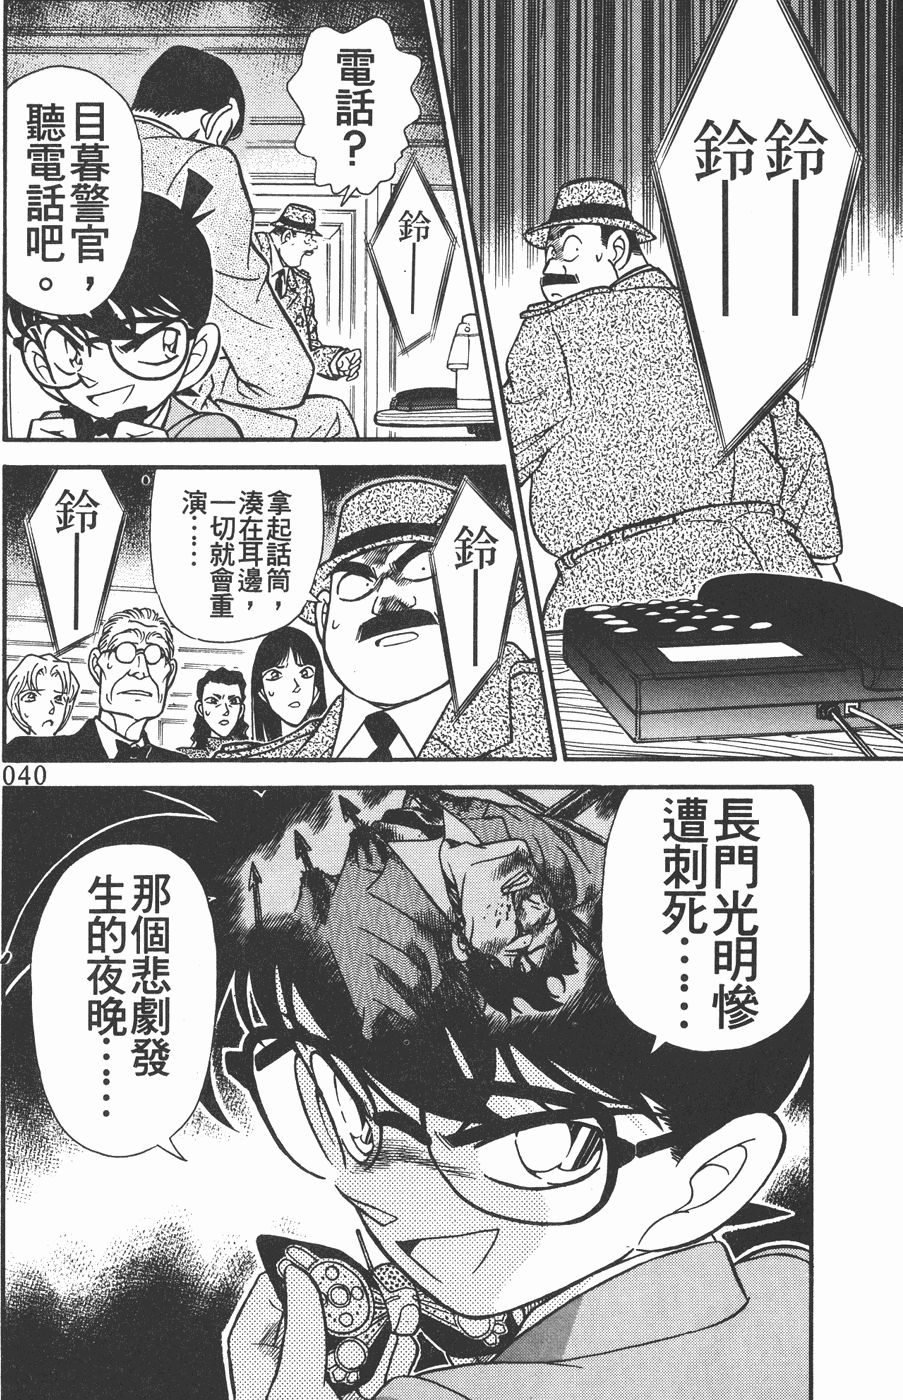 鈴——
鈴——
電話？
鈴——
目暮警官，
聽電話吧。
鈴——
拿起話筒，
湊在耳邊，
一切就會重
演……
鈴——
040
長門光明慘
遭刺死……
那個悲劇發
生的夜晚……